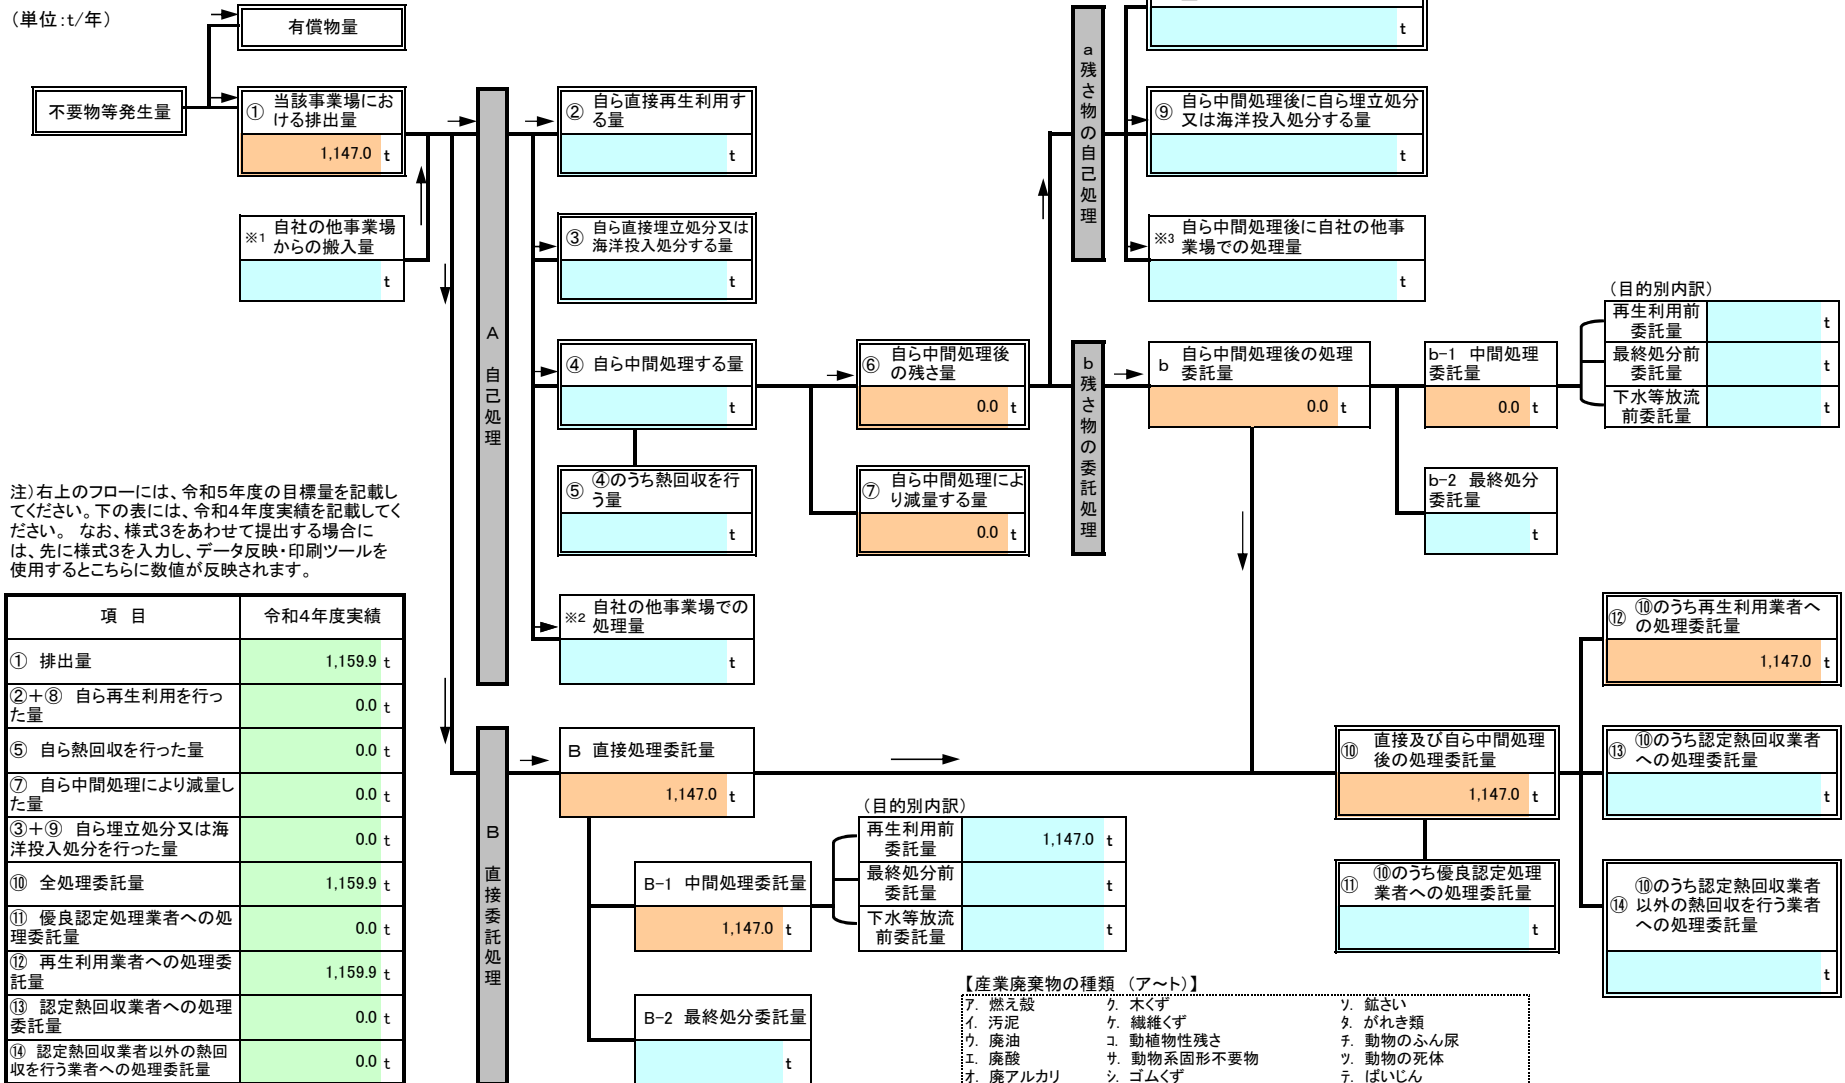 (単位:t/年)
有償物量
不要物等発生量
① 当該事業場にお
ける排出量
1,147.0 t
※1 自社の他事業場
からの搬入量
t
A 自己処理
② 自ら直接再生利用す
る量
t
③ 自ら直接埋立処分又は
海洋投入処分する量
t
④ 自ら中間処理する量
t
⑤ ④のうち熱回収を行
う量
t
※2 自社の他事業場での
処理量
t
⑥ 自ら中間処理後
の残さ量
0.0 t
⑦ 自ら中間処理によ
り減量する量
0.0 t
a 残さ物の自己処理
t
⑨ 自ら中間処理後に自ら埋立処分
又は海洋投入処分する量
t
※3 自ら中間処理後に自社の他事
業場での処理量
t
b 残さ物の委託処理
b 自ら中間処理後の処理
委託量
0.0 t
b-1 中間処理
委託量
0.0 t
b-2 最終処分
委託量
t
(目的別内訳)
再生利用前
委託量
t
最終処分前
委託量
t
下水等放流
前委託量
t
注)右上のフローには、令和5年度の目標量を記載し
てください。下の表には、令和4年度実績を記載してく
ださい。 なお、様式3をあわせて提出する場合に
は、先に様式3を入力し、データ反映・印刷ツールを
使用するとこちらに数値が反映されます。
項 目 令和4年度実績
① 排出量 1,159.9 t
②+⑧ 自ら再生利用を行っ
た量 0.0 t
⑤ 自ら熱回収を行った量 0.0 t
⑦ 自ら中間処理により減量し
た量 0.0 t
③+⑨ 自ら埋立処分又は海
洋投入処分を行った量 0.0 t
⑩ 全処理委託量 1,159.9 t
⑪ 優良認定処理業者への処
理委託量 0.0 t
⑫ 再生利用業者への処理委
託量 1,159.9 t
⑬ 認定熱回収業者への処理
委託量 0.0 t
⑭ 認定熱回収業者以外の熱回
収を行う業者への処理委託量 0.0 t
B 直接委託処理
B 直接処理委託量
1,147.0 t
B-1 中間処理委託量
1,147.0 t
B-2 最終処分委託量
t
(目的別内訳)
再生利用前
委託量
1,147.0 t
最終処分前
委託量
t
下水等放流
前委託量
t
⑩ 直接及び自ら中間処理
後の処理委託量
1,147.0 t
⑪ ⑩のうち優良認定処理
業者への処理委託量
t
⑫ ⑩のうち再生利用業者へ
の処理委託量
1,147.0 t
⑬ ⑩のうち認定熱回収業者
への処理委託量
t
⑭ ⑩のうち認定熱回収業者
以外の熱回収を行う業者
への処理委託量
t
【産業廃棄物の種類 (ア~ト)】
ア. 燃え殻 ク. 木くず ソ. 鉱さい
イ. 汚泥 ケ. 繊維くず タ. がれき類
ウ. 廃油 コ. 動植物性残さ チ. 動物のふん尿
エ. 廃酸 サ. 動物系固形不要物 ツ. 動物の死体
オ. 廃アルカリ シ. ゴムくず テ. ばいじん